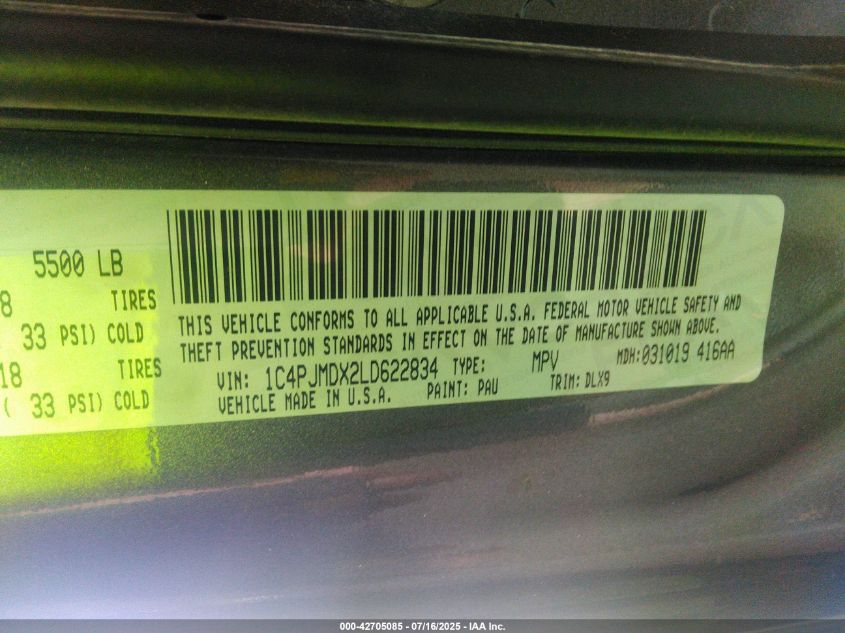 5500 LB
8 TIRES
33 PSI) COLD
18 TIRES
( 33 PSI) COLD
THIS VEHICLE CONFORMS TO ALL APPLICABLE U.S.A. FEDERAL MOTOR VEHICLE SAFETY AND
THEFT PREVENTION STANDARDS IN EFFECT ON THE DATE OF MANUFACTURE SHOWN ABOVE.
VIN: 1C4PJMDX2LD622834 TYPE: MPV MDH: 031019 416AA
VEHICLE MADE IN U.S.A. PAINT: PAU TRIM: DLX9
000-42705085 - 07/16/2025 - IAA Inc.